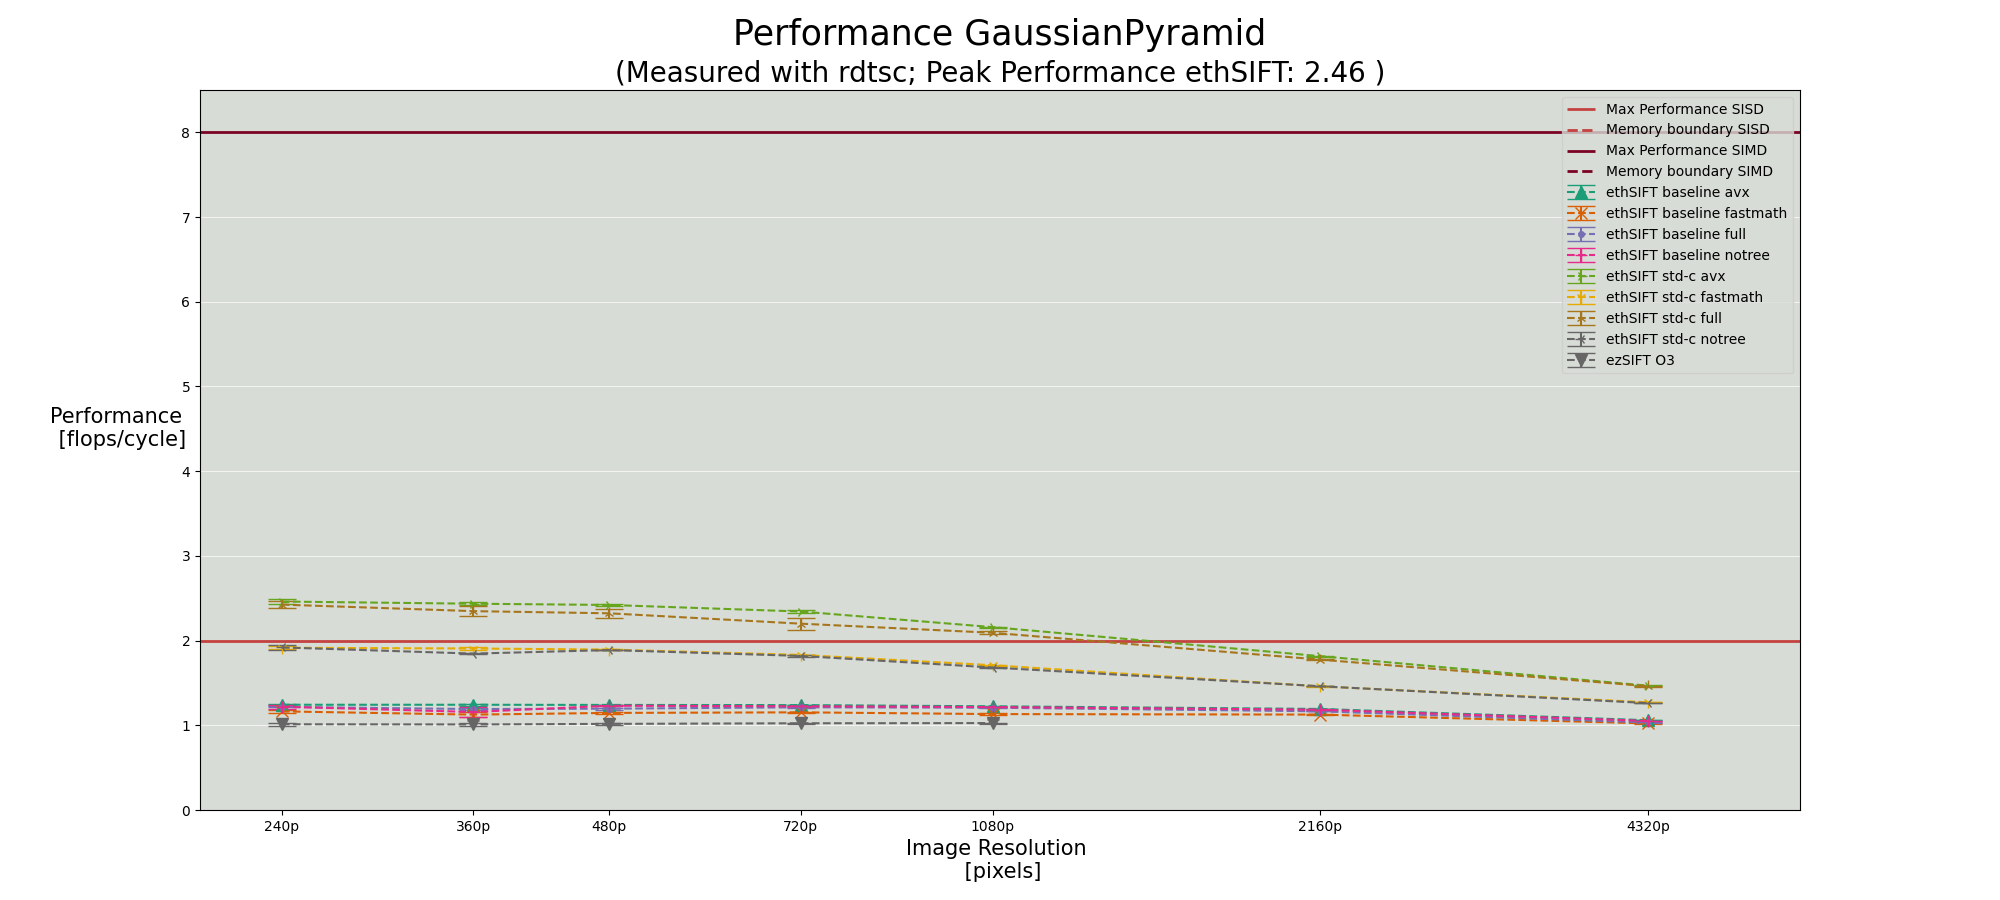 Performance GaussianPyramid
(Measured with rdtsc; Peak Performance ethSIFT: 2.46 )
Max Performance SISD
Memory boundary SISD
Max Performance SIMD
Memory boundary SIMD
ethSIFT baseline avx
ethSIFT baseline fastmath
ethSIFT baseline full
ethSIFT baseline notree
ethSIFT std-c avx
ethSIFT std-c fastmath
ethSIFT std-c full
ethSIFT std-c notree
ezSIFT O3
8
7
6
5
4
3
2
1
0
Performance
[flops/cycle]
240p 360p 480p 720p 1080p 2160p 4320p
Image Resolution
[pixels]